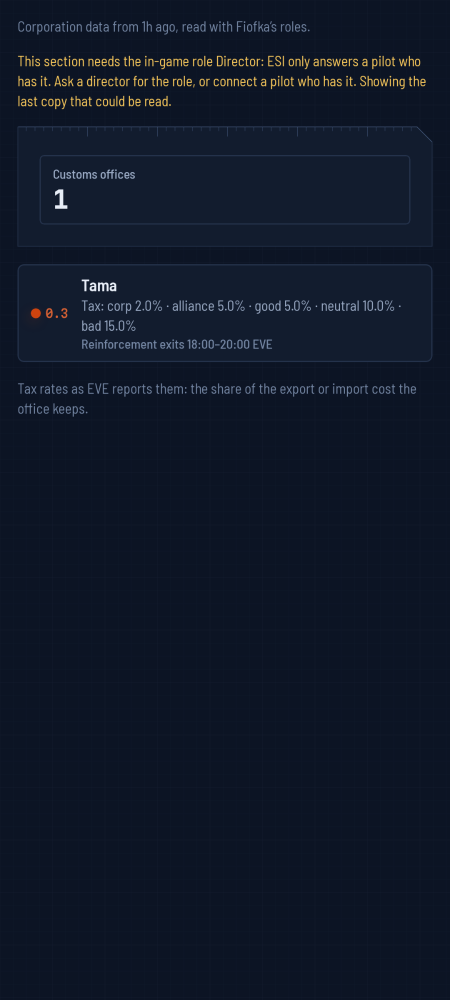 Corporation data from 1h ago, read with Fiofka's roles.
This section needs the in-game role Director: ESI only answers a pilot who
has it. Ask a director for the role, or connect a pilot who has it. Showing the
last copy that could be read.
Customs offices
1
Tama
0.3
Tax: corp 2.0% · alliance 5.0% · good 5.0% · neutral 10.0% ·
bad 15.0%
Reinforcement exits 18:00–20:00 EVE
Tax rates as EVE reports them: the share of the export or import cost the
office keeps.